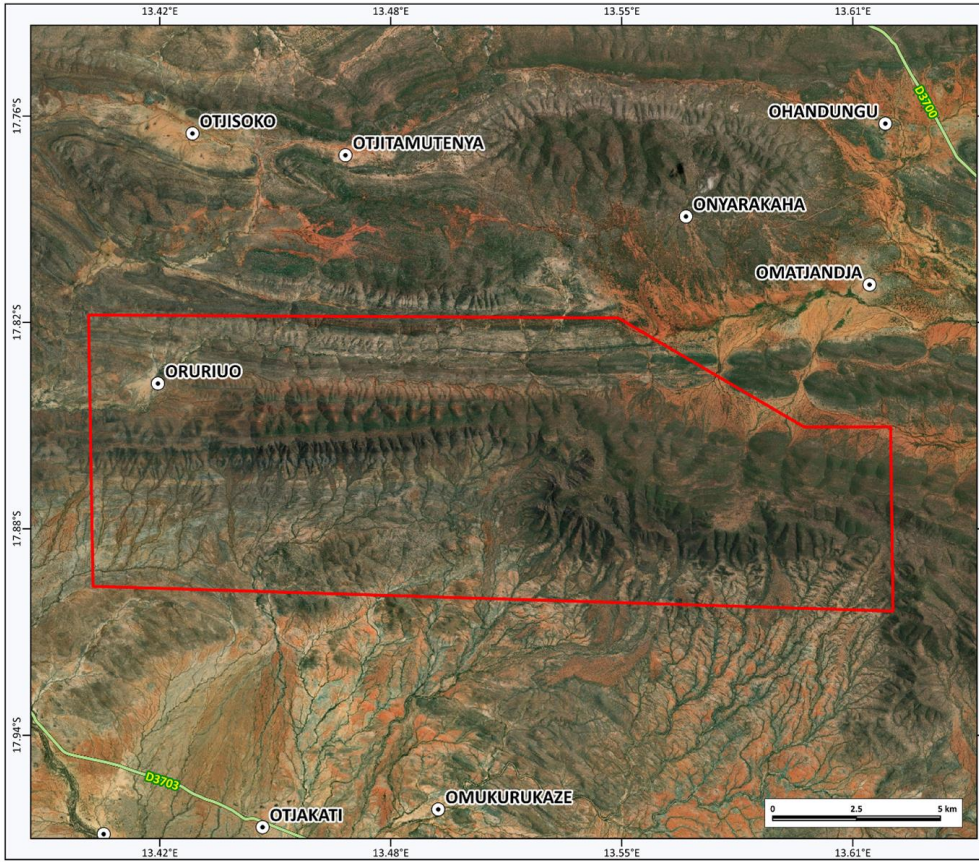 13.42°E 13.48°E 13.55°E 13.61°E
17.76°S
17.82°S
17.88°S
17.94°S
D3700
OHANDUNGU
OTJISOKO
OTJITAMUTENYA
ONYARAKAHA
OMATJANDJA
ORURIUO
D3703
OMUKURUKAZE
OTJAKATI
0 2.5 5 km
13.42°E 13.48°E 13.55°E 13.61°E